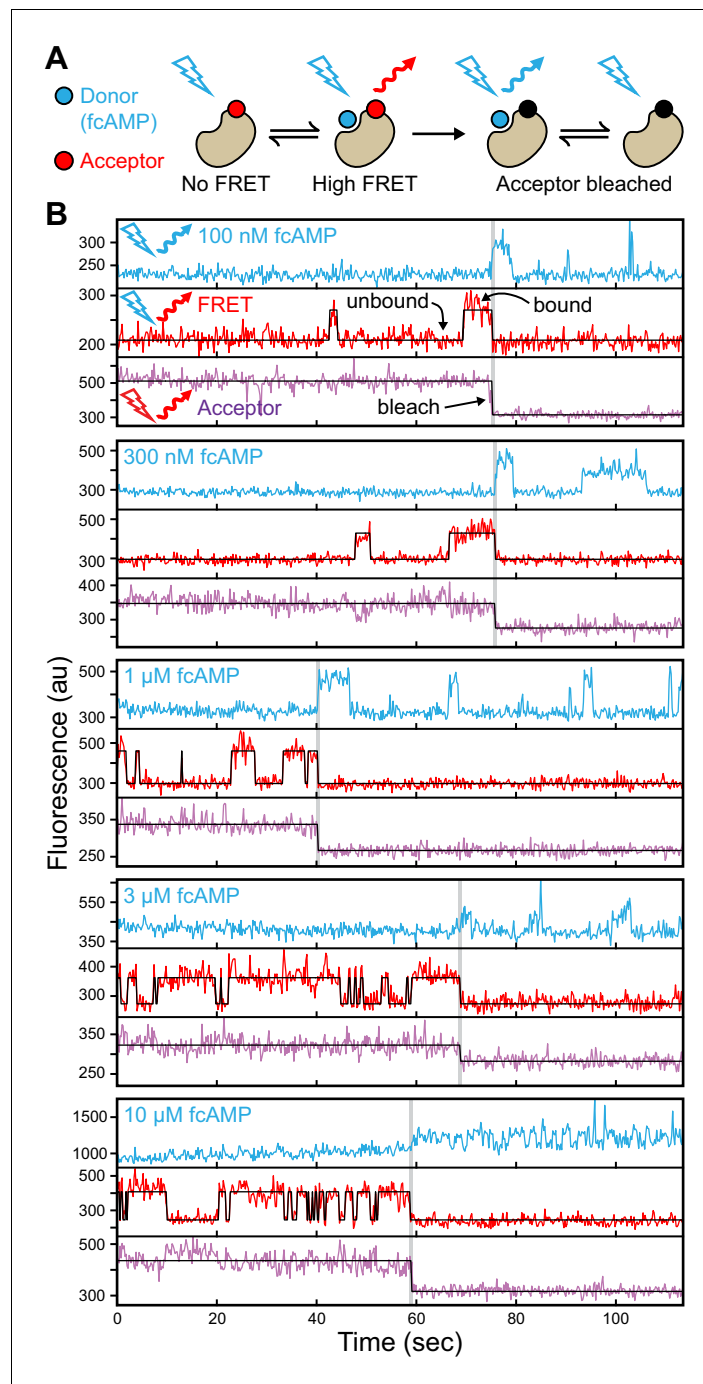 A
Donor
(fcAMP)
Acceptor
No FRET
High FRET
Acceptor bleached
B
100 nM fcAMP
300
250
FRET
unbound
bound
300
200
Acceptor
bleach
500
300
300 nM fcAMP
500
300
500
300
400
300
1 µM fcAMP
500
300
500
300
350
250
3 µM fcAMP
550
350
400
300
350
250
10 µM fcAMP
1500
1000
500
300
500
300
Fluorescence (au)
0 20 40 60 80 100
Time (sec)